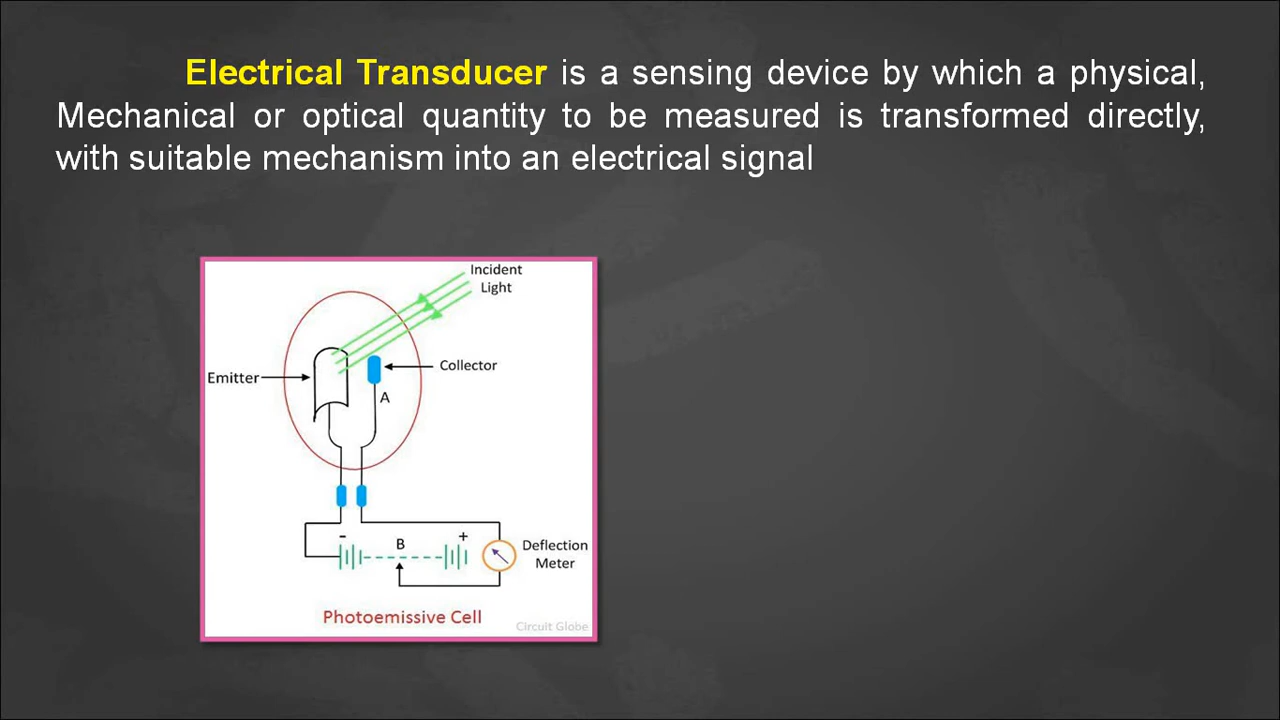 Electrical Transducer is a sensing device by which a physical,
Mechanical or optical quantity to be measured is transformed directly,
with suitable mechanism into an electrical signal
Incident
Light
Emitter
Collector
A
-
B
+
Deflection
Meter
Photoemissive Cell
Circuit Globe